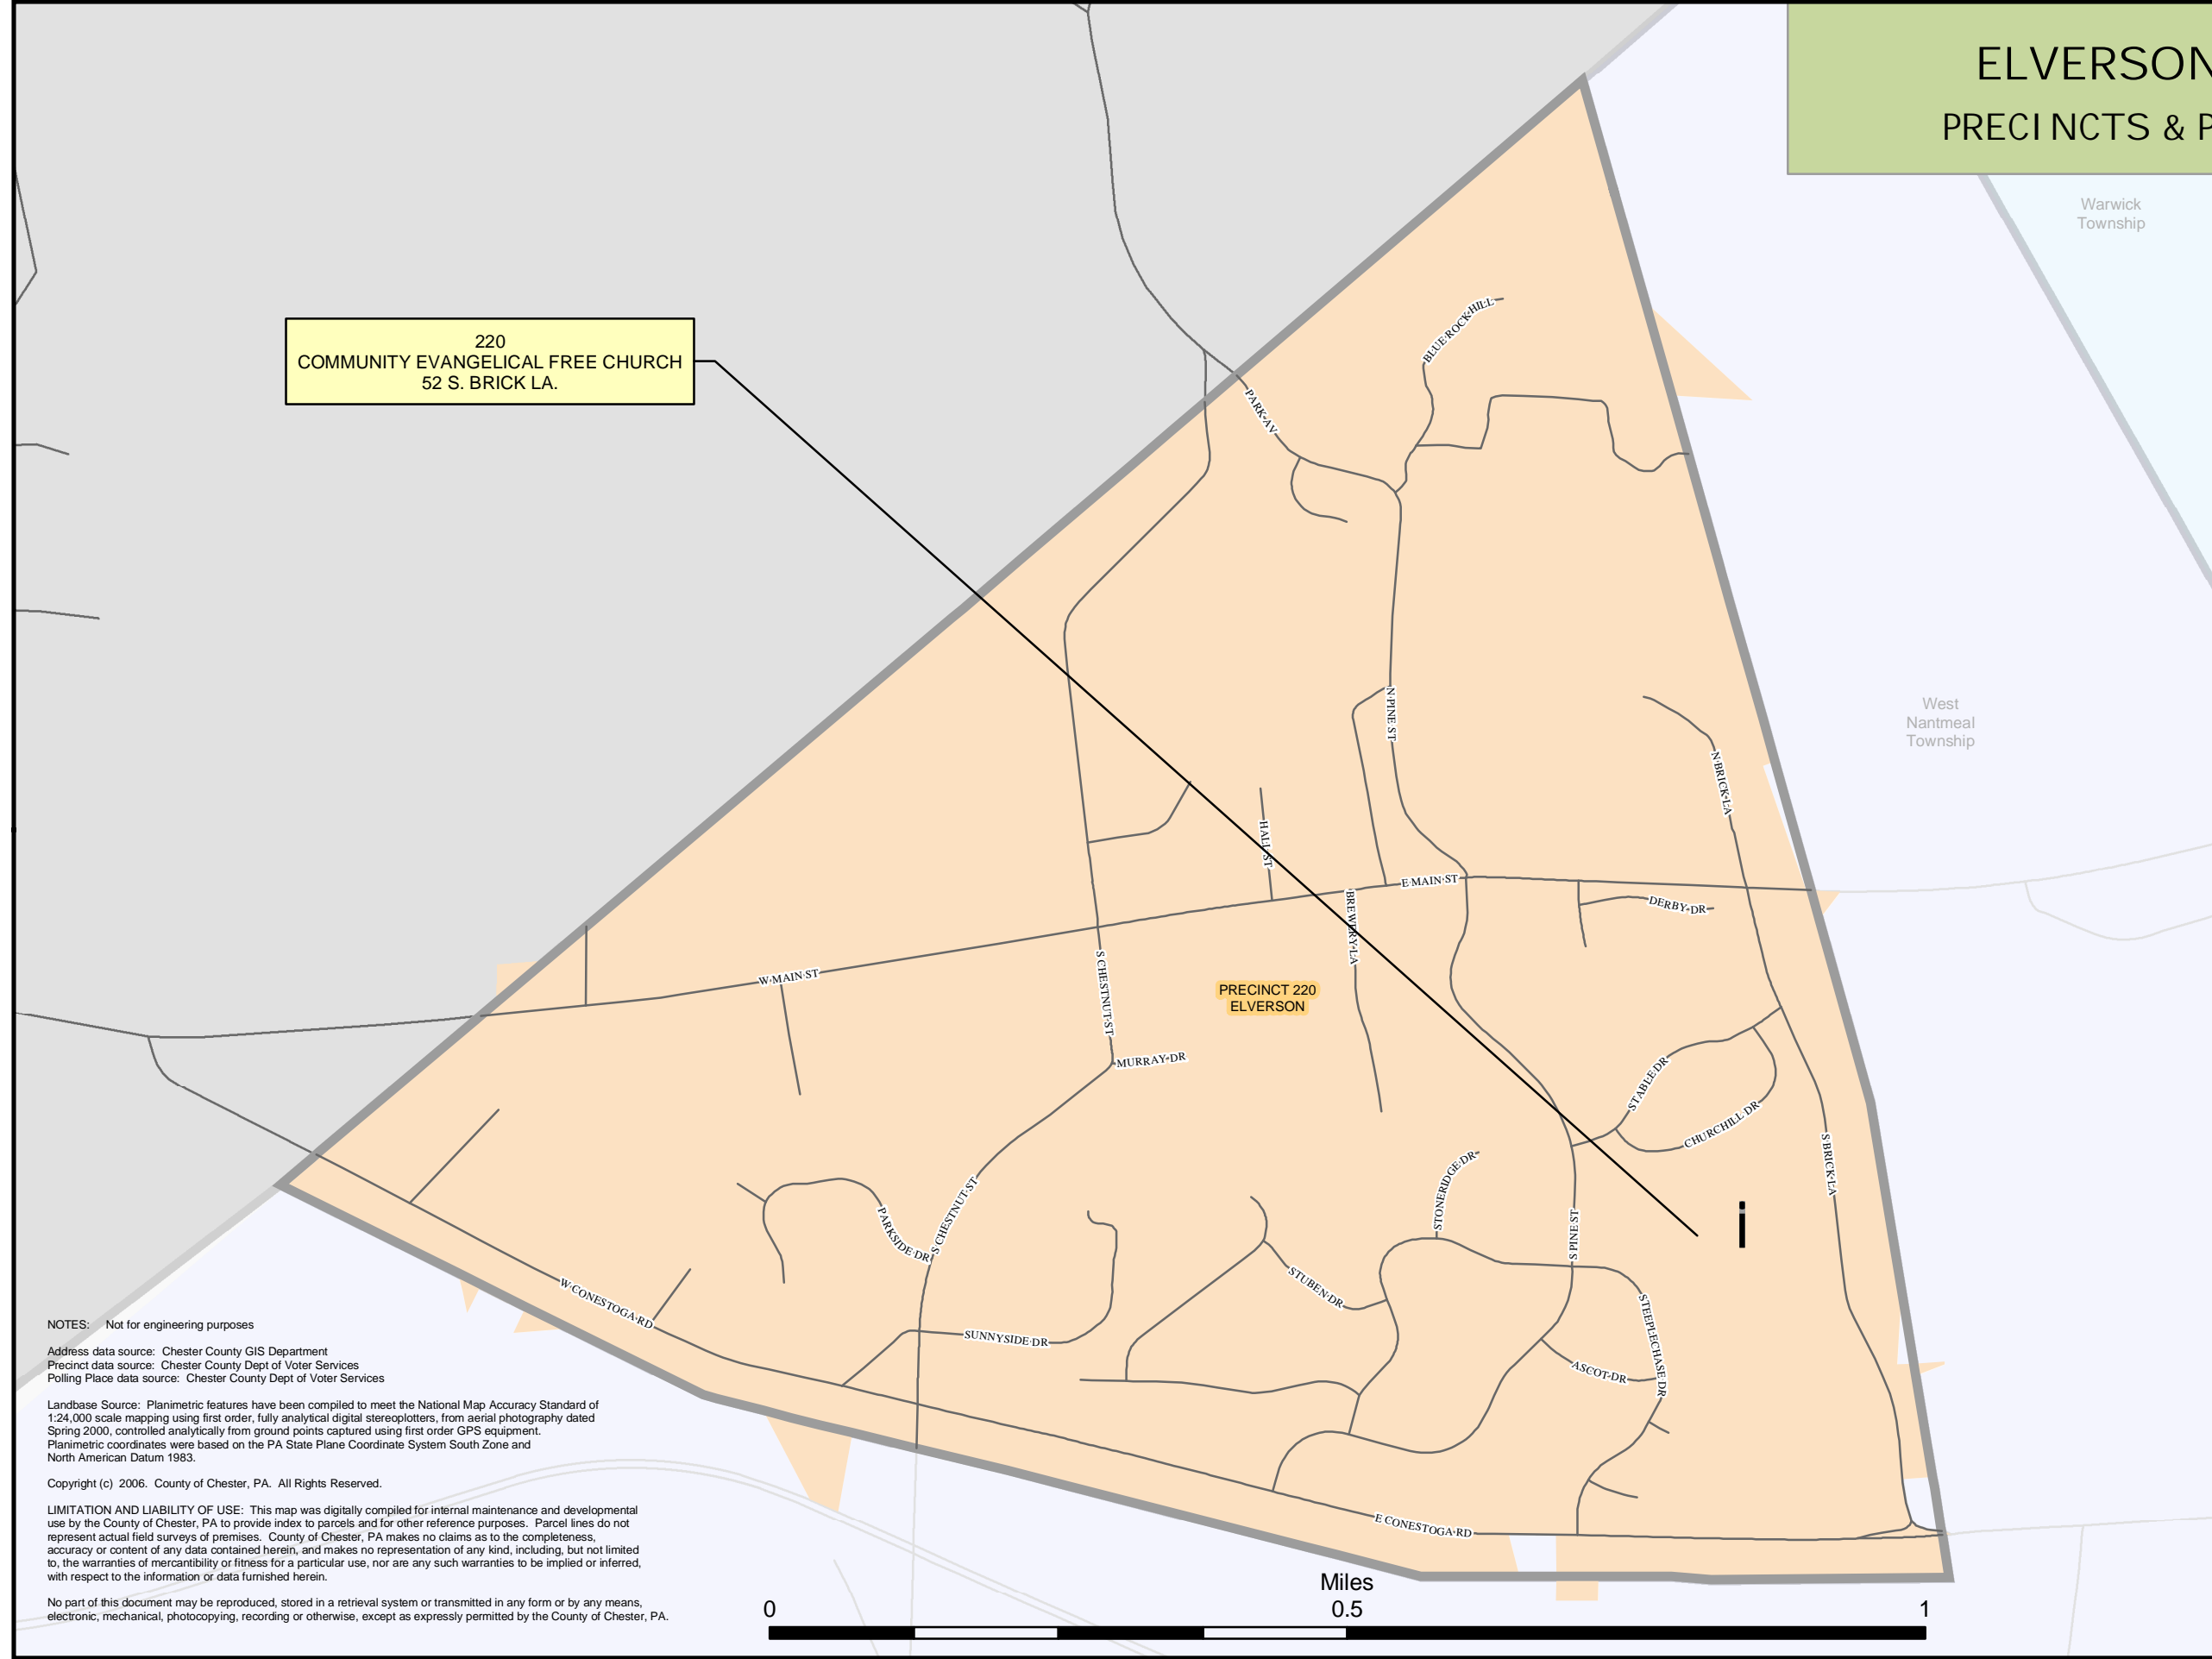 ELVERSON
PRECINCTS & P
Warwick
Township
220
COMMUNITY EVANGELICAL FREE CHURCH
52 S. BRICK LA.
BLUE ROCK HILL
PARK AV
N PINE ST
West
Nantmeal
Township
N BRICK LA
HALL ST
E MAIN ST
BREWERY LA
DERBY DR
W MAIN ST
S CHESTNUT ST
PRECINCT 220
ELVERSON
MURRAY DR
STABLE DR
CHURCHILL DR
S BRICK LA
STONERIDGE DR
S CHESTNUT ST
PARKSIDE DR
S PINE ST
i
STUBEN DR
W CONESTOGA RD
SUNNYSIDE DR
STEEPLECHASE DR
ASCOT DR
E CONESTOGA RD
NOTES: Not for engineering purposes
Address data source: Chester County GIS Department
Precinct data source: Chester County Dept of Voter Services
Polling Place data source: Chester County Dept of Voter Services
Landbase Source: Planimetric features have been compiled to meet the National Map Accuracy Standard of
1:24,000 scale mapping using first order, fully analytical digital stereoplotters, from aerial photography dated
Spring 2000, controlled analytically from ground points captured using first order GPS equipment.
Planimetric coordinates were based on the PA State Plane Coordinate System South Zone and
North American Datum 1983.
Copyright (c) 2006. County of Chester, PA. All Rights Reserved.
LIMITATION AND LIABILITY OF USE: This map was digitally compiled for internal maintenance and developmental
use by the County of Chester, PA to provide index to parcels and for other reference purposes. Parcel lines do not
represent actual field surveys of premises. County of Chester, PA makes no claims as to the completeness,
accuracy or content of any data contained herein, and makes no representation of any kind, including, but not limited
to, the warranties of mercantibility or fitness for a particular use, nor are any such warranties to be implied or inferred,
with respect to the information or data furnished herein.
No part of this document may be reproduced, stored in a retrieval system or transmitted in any form or by any means,
electronic, mechanical, photocopying, recording or otherwise, except as expressly permitted by the County of Chester, PA.
Miles
0 0.5 1